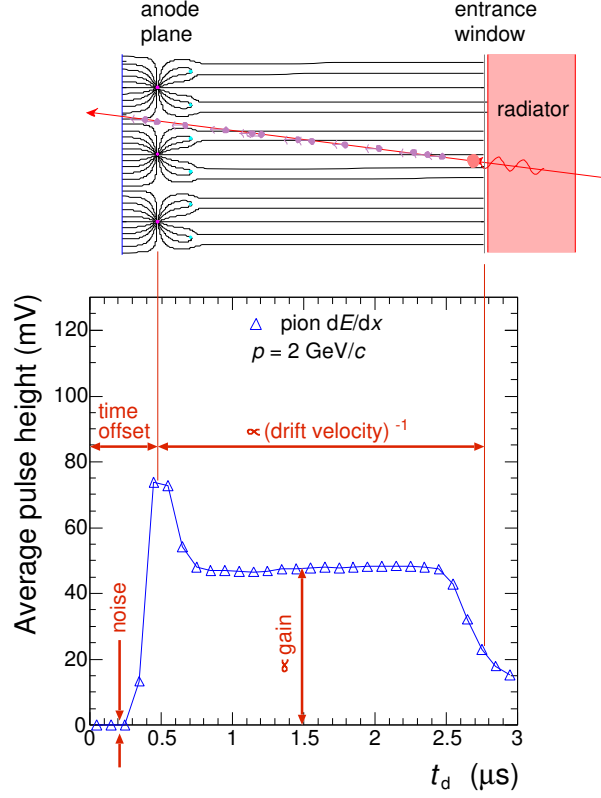 anode
plane
entrance
window
radiator
Average pulse height (mV)
120
100
80
60
40
20
0
pion dE/dx
p = 2 GeV/c
time
offset
∝ (drift velocity) -1
noise
∝ gain
0 0.5 1 1.5 2 2.5 3
t_d (μs)